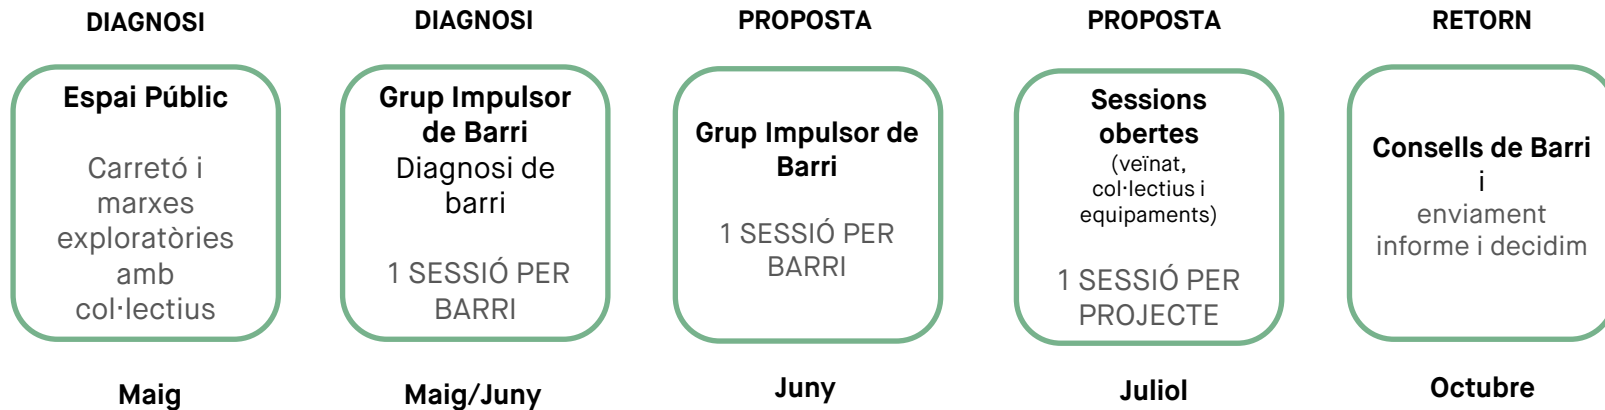 DIAGNOSI
Espai Públic
Carretó i
marxes
exploratòries
amb
col·lectius
Maig
DIAGNOSI
Grup Impulsor
de Barri
Diagnosi de
barri
1 SESSIÓ PER
BARRI
Maig/Juny
PROPOSTA
Grup Impulsor de
Barri
1 SESSIÓ PER
BARRI
Juny
PROPOSTA
Sessions
obertes
(veïnat,
col·lectius i
equipaments)
1 SESSIÓ PER
PROJECTE
Juliol
RETORN
Consells de Barri
i
enviament
informe i decidim
Octubre